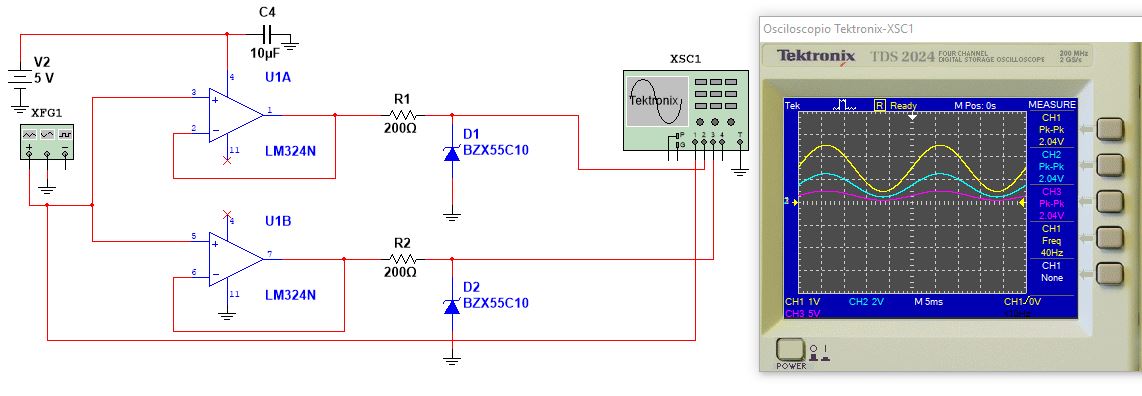 C4
10µF
V2
5 V
XFG1
U1A
3
4
1
2
11
LM324N
R1
200Ω
D1
BZX55C10
XSC1
Tektronix
P
G
1 2 3 4
T
U1B
4
5
7
6
11
LM324N
R2
200Ω
D2
BZX55C10
Osciloscopio Tektronix-XSC1
Tektronix TDS 2024 FOUR CHANNEL DIGITAL STORAGE OSCILLOSCOPE
200 MHz
2 GS/s
Tek R Ready M Pos: 0s MEASURE
CH1
Pk-Pk
2.04V
CH2
Pk-Pk
2.04V
CH3
Pk-Pk
2.04V
CH1
Freq
40Hz
CH1
None
CH1 1V CH2 2V M 5ms CH1/0V
CH3 5V
POWER